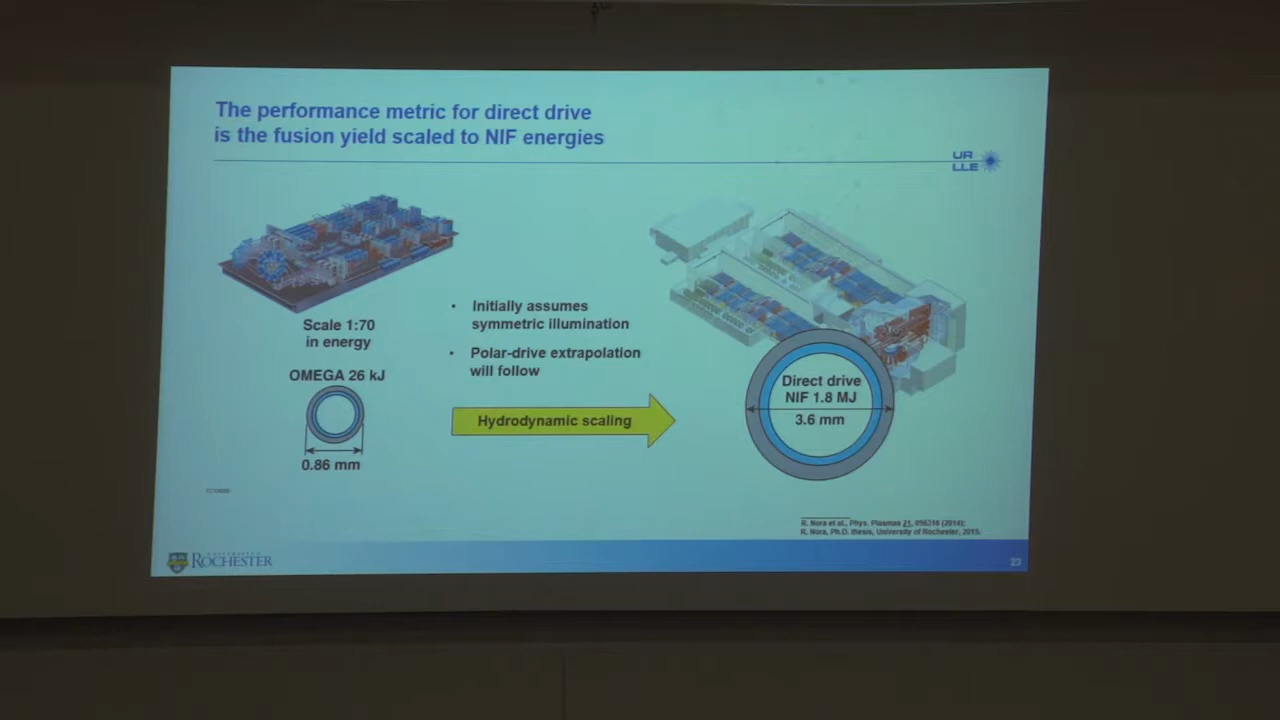 The performance metric for direct drive
is the fusion yield scaled to NIF energies
UR
LLE
Scale 1:70
in energy
OMEGA 26 kJ
0.86 mm
• Initially assumes
symmetric illumination
• Polar-drive extrapolation
will follow
Hydrodynamic scaling
Direct drive
NIF 1.8 MJ
3.6 mm
R. Nora et al., Phys. Plasmas 21, 056316 (2014);
R. Nora, Ph.D. thesis, University of Rochester, 2015.
UNIVERSITY of
ROCHESTER
23